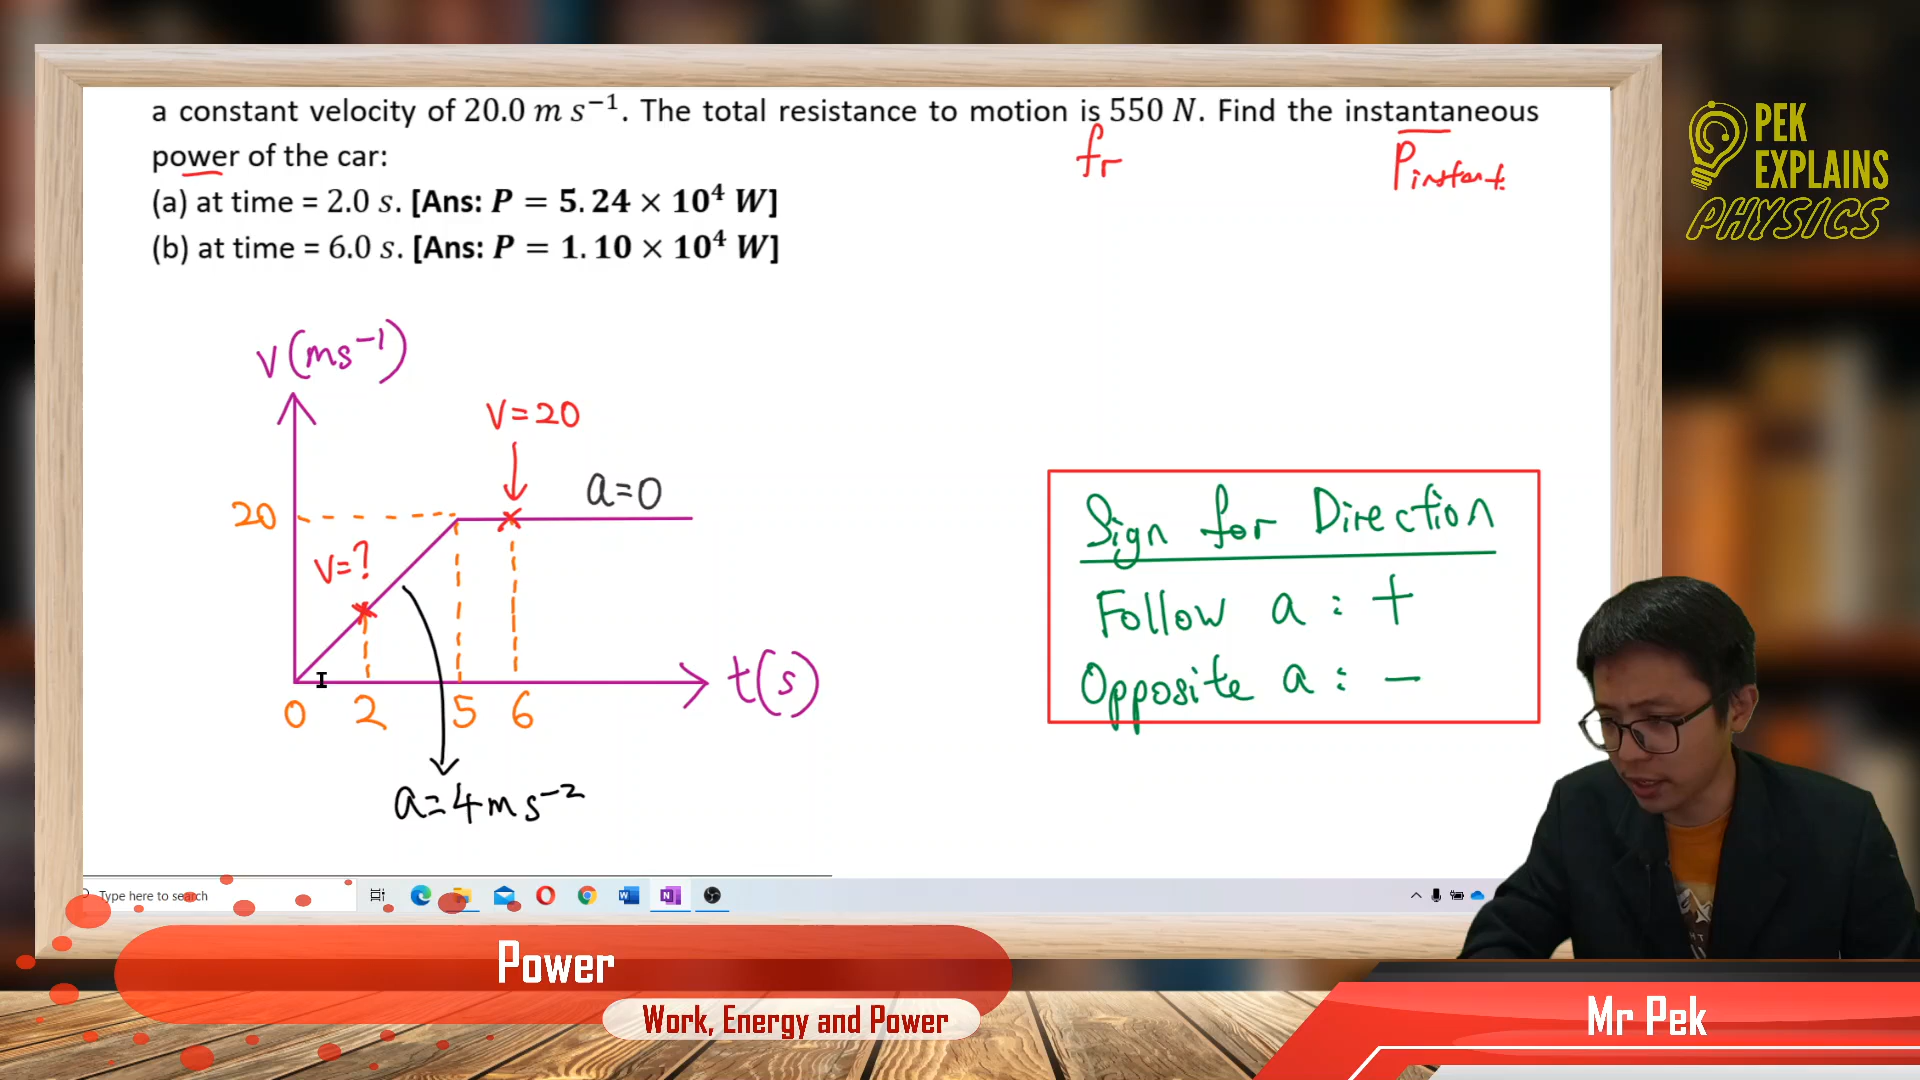 a constant velocity of 20.0 m s⁻¹. The total resistance to motion is 550 N. Find the instantaneous
fr
Pinstant.
power of the car:
(a) at time = 2.0 s. [Ans: P = 5.24 × 10⁴ W]
(b) at time = 6.0 s. [Ans: P = 1.10 × 10⁴ W]
PEK
EXPLAINS
PHYSICS
V(ms⁻¹)
V=20
a=0
20
V=?
t(s)
0 2 5 6
a=4ms⁻²
Sign for Direction
Follow a : +
Opposite a : −
Type here to search
Power
Work, Energy and Power
Mr Pek